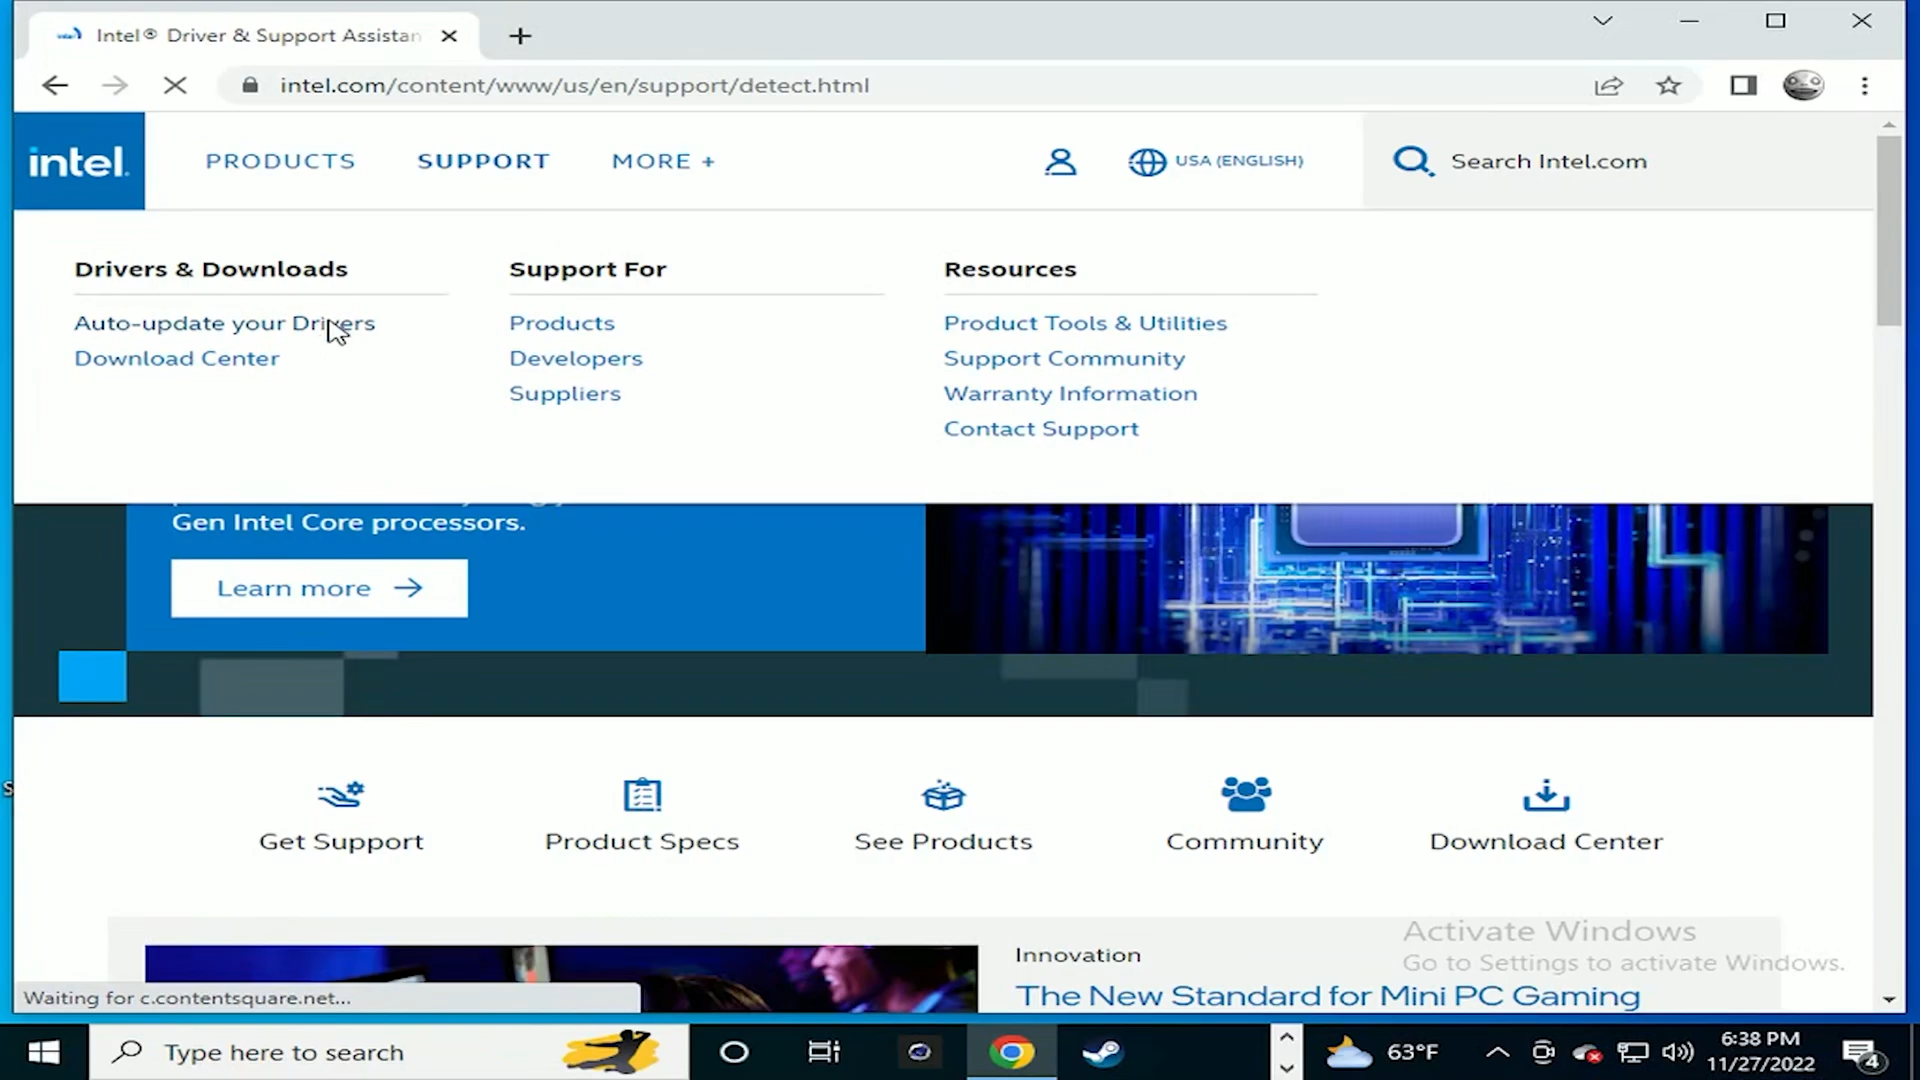 Intel® Driver & Support Assistan
intel.com/content/www/us/en/support/detect.html
intel.
PRODUCTS
SUPPORT
MORE +
USA (ENGLISH)
Search Intel.com
Drivers & Downloads
Auto-update your Drivers
Download Center
Support For
Products
Developers
Suppliers
Resources
Product Tools & Utilities
Support Community
Warranty Information
Contact Support
Gen Intel Core processors.
Learn more →
Get Support
Product Specs
See Products
Community
Download Center
Innovation
The New Standard for Mini PC Gaming
Activate Windows
Go to Settings to activate Windows.
Waiting for c.contentsquare.net...
Type here to search
63°F
6:38 PM
11/27/2022
4